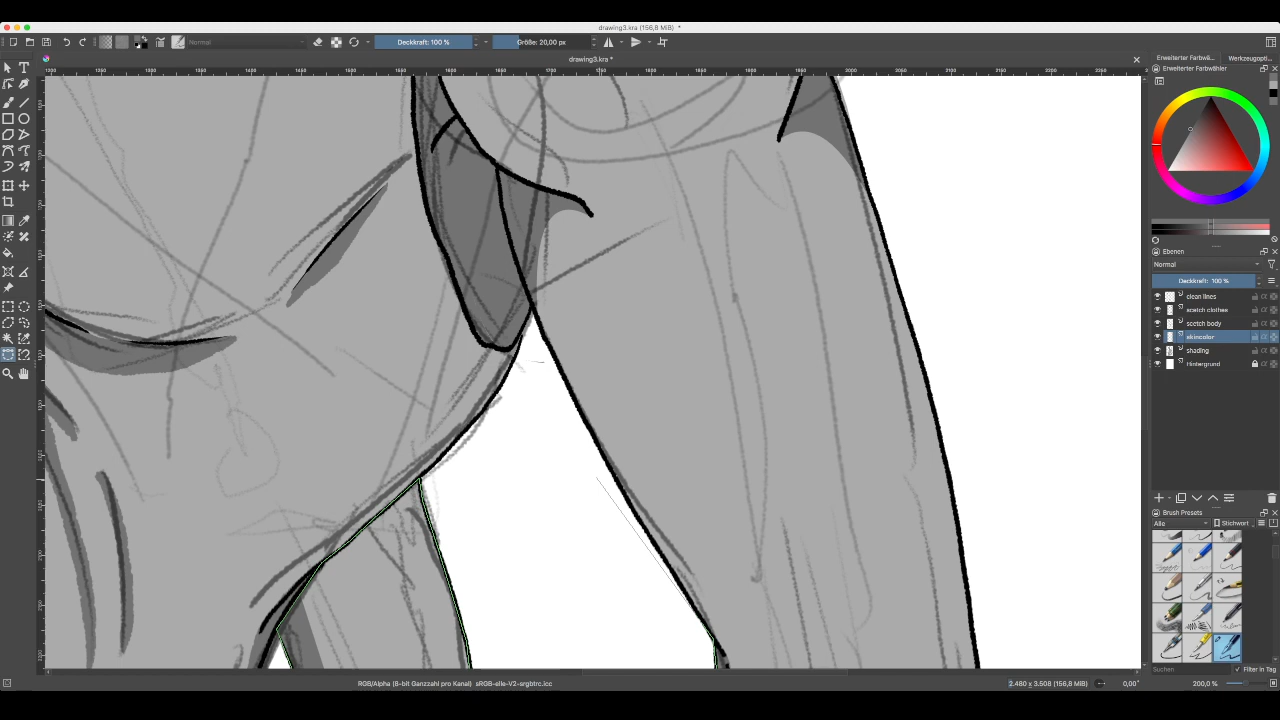 drawing3.kra (156,8 MiB) *
Normal
Deckkraft: 100 %
Größe: 20,00 px
drawing3.kra *
Erweiterter Farbwä...
Werkzeugopti...
Erweiterter Farbwähler
Ebenen
Normal
Deckkraft: 100 %
clean lines
scetch clothes
scetch body
skincolor
shading
Hintergrund
Brush Presets
Alle
Stichwort
Suchen
Filter in Tag
RGB/Alpha (8-bit Ganzzahl pro Kanal) sRGB-elle-V2-srgbtrc.icc
2.480 x 3.508 (156,8 MiB)
0,00°
200,0 %